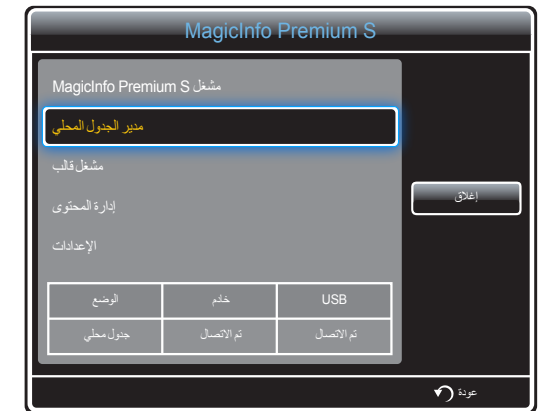 MagicInfo Premium S
مشغل MagicInfo Premium S
مدير الجدول المحلي
مشغل قالب
إدارة المحتوى
الإعدادات
إغلاق
الوضع خادم USB
جدول محلي تم الاتصال تم الاتصال
عودة